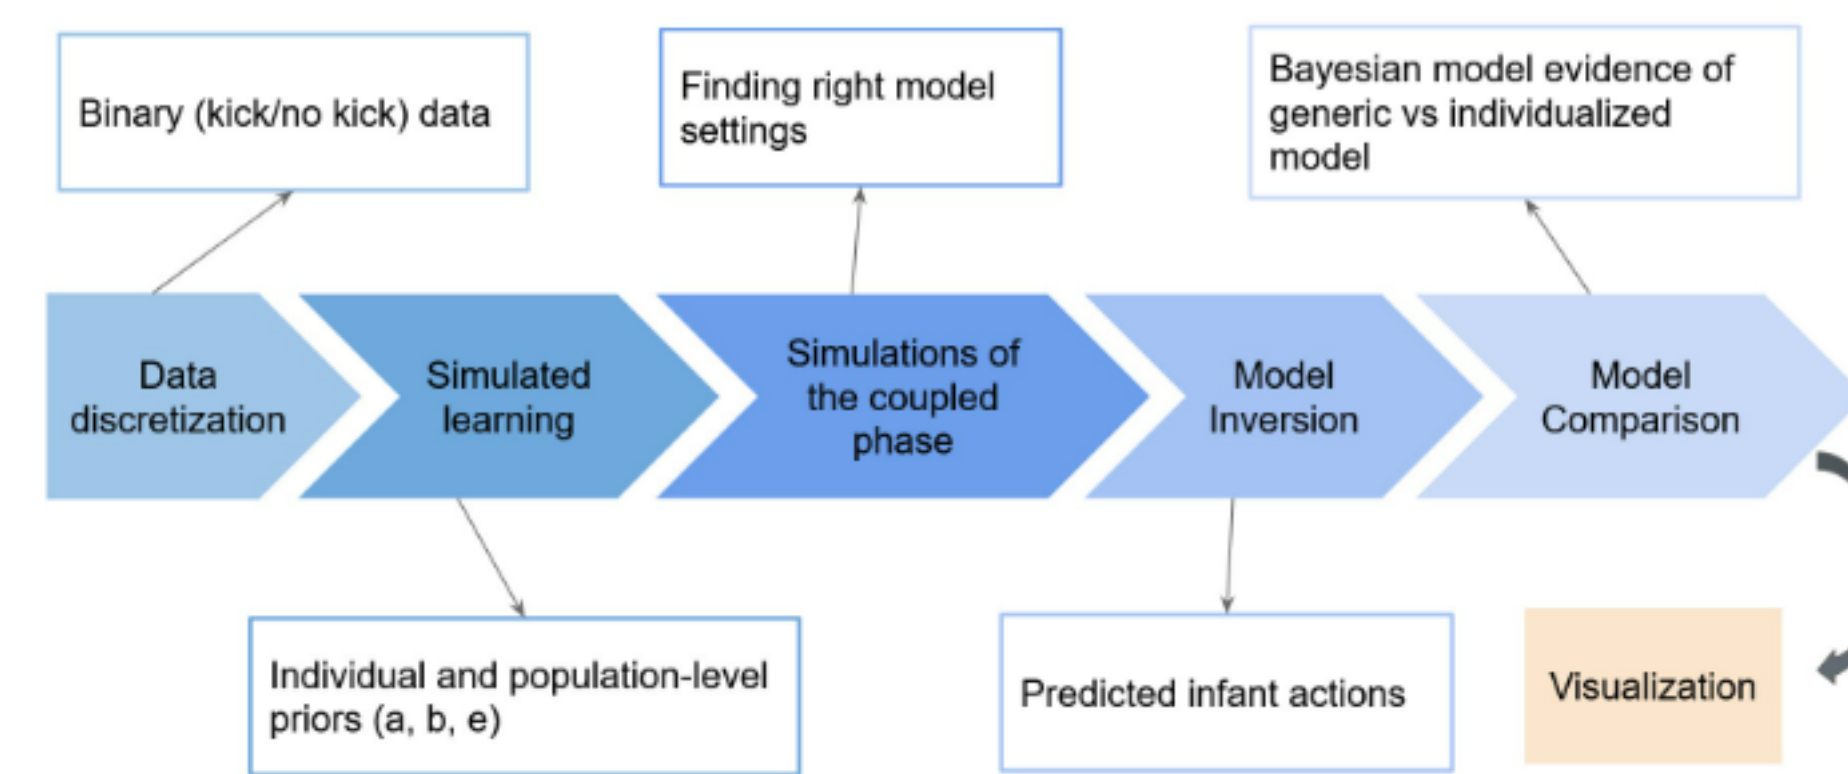 Binary (kick/no kick) data
Finding right model
settings
Bayesian model evidence of
generic vs individualized
model
Data
discretization
Simulated
learning
Simulations of
the coupled
phase
Model
Inversion
Model
Comparison
Individual and population-level
priors (a, b, e)
Predicted infant actions
Visualization